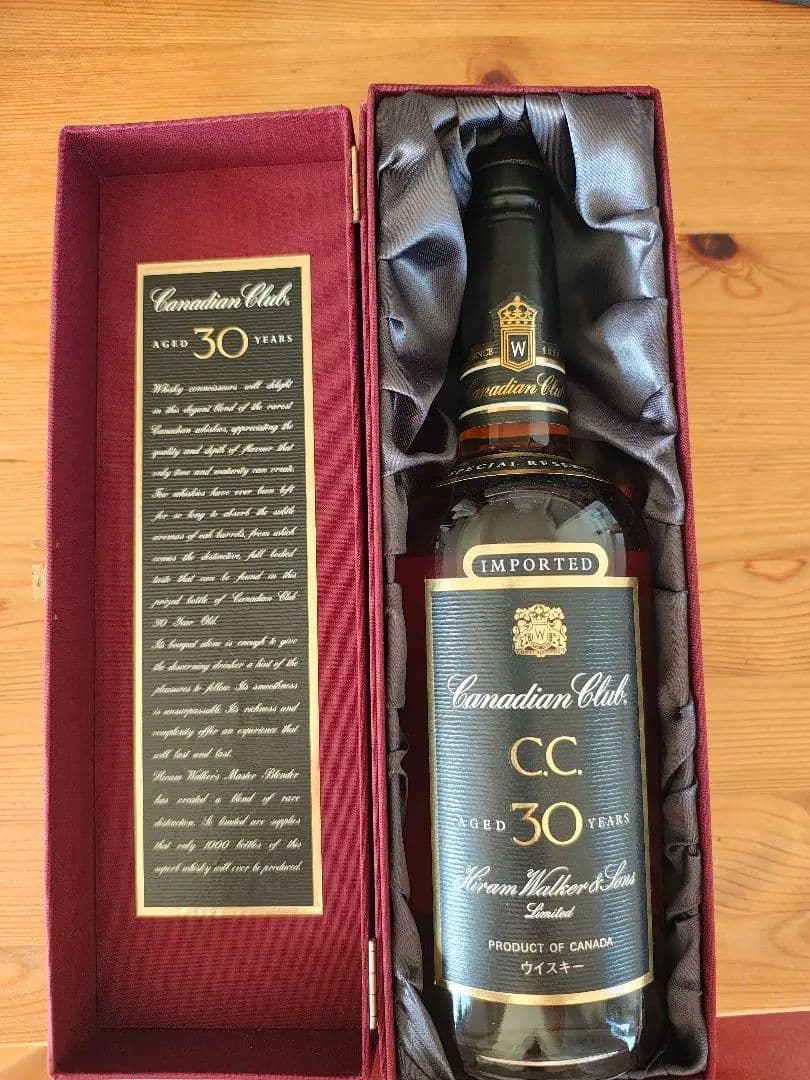 Canadian Club®
AGED 30 YEARS
Whisky connoisseurs will delight
in this elegant blend of the rarest
Canadian whiskies, appreciating the
quality and depth of flavour that
only time and maturity can create.
Few whiskies have ever been left
for so long to absorb the subtle
aromas of oak barrels, from which
comes the distinctive, full bodied
taste that can be found in this
prized bottle of Canadian Club
30 Year Old.
Its bouquet alone is enough to give
the discerning drinker a hint of the
pleasures to follow. Its smoothness
is unsurpassable. Its richness and
complexity offer an experience that
will last and last.
Hiram Walker's Master Blender
has created a blend of rare
distinction. So limited are supplies
that only 1000 bottles of this
superb whisky will ever be produced.
SINCE W
Canadian Club
SPECIAL RESERVE
IMPORTED
W
Canadian Club®
C.C.
AGED 30 YEARS
Hiram Walker & Sons
Limited
PRODUCT OF CANADA
ウイスキー